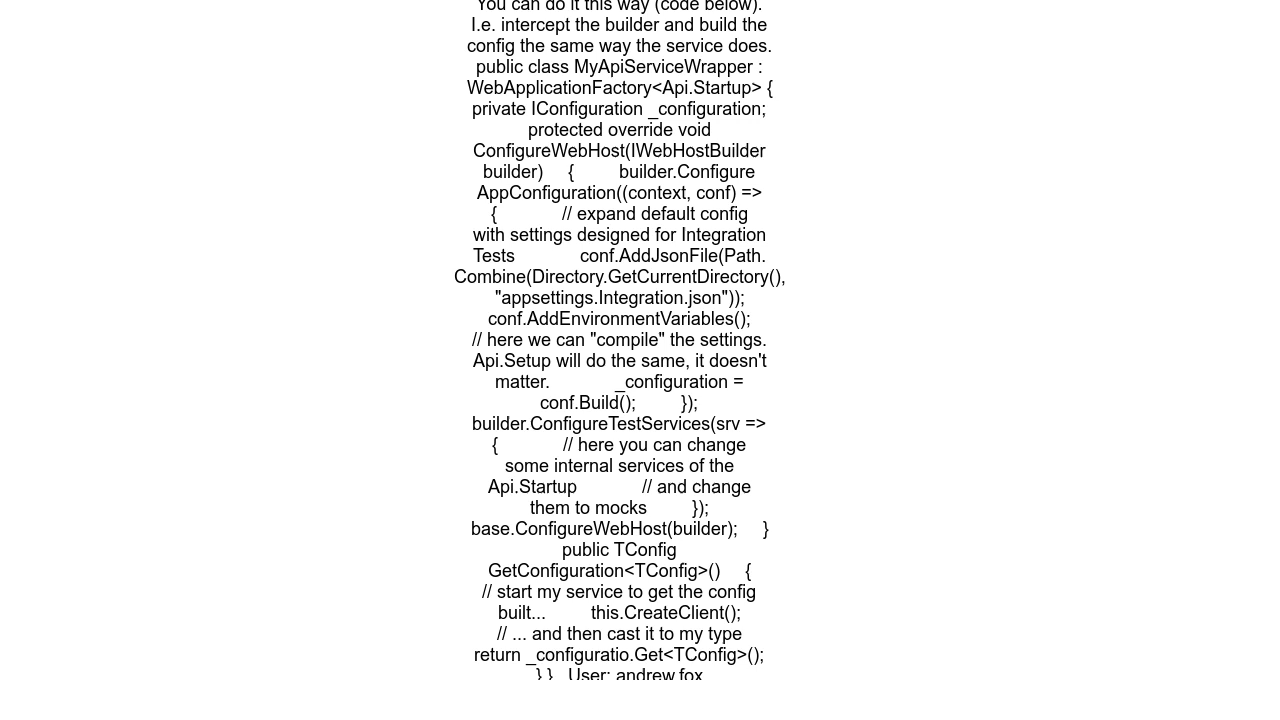 You can do it this way (code below).
I.e. intercept the builder and build the
config the same way the service does.
public class MyApiServiceWrapper :
WebApplicationFactory<Api.Startup> {
private IConfiguration _configuration;
protected override void
ConfigureWebHost(IWebHostBuilder
builder)     {         builder.Configure
AppConfiguration((context, conf) =>
{             // expand default config
with settings designed for Integration
Tests             conf.AddJsonFile(Path.
Combine(Directory.GetCurrentDirectory(),
"appsettings.Integration.json"));
conf.AddEnvironmentVariables();
// here we can "compile" the settings.
Api.Setup will do the same, it doesn't
matter.             _configuration =
conf.Build();         });
builder.ConfigureTestServices(srv =>
{             // here you can change
some internal services of the
Api.Startup             // and change
them to mocks         });
base.ConfigureWebHost(builder);     }
public TConfig
GetConfiguration<TConfig>()     {
// start my service to get the config
built...         this.CreateClient();
// ... and then cast it to my type
return _configuratio.Get<TConfig>();
} }   User: andrew.fox